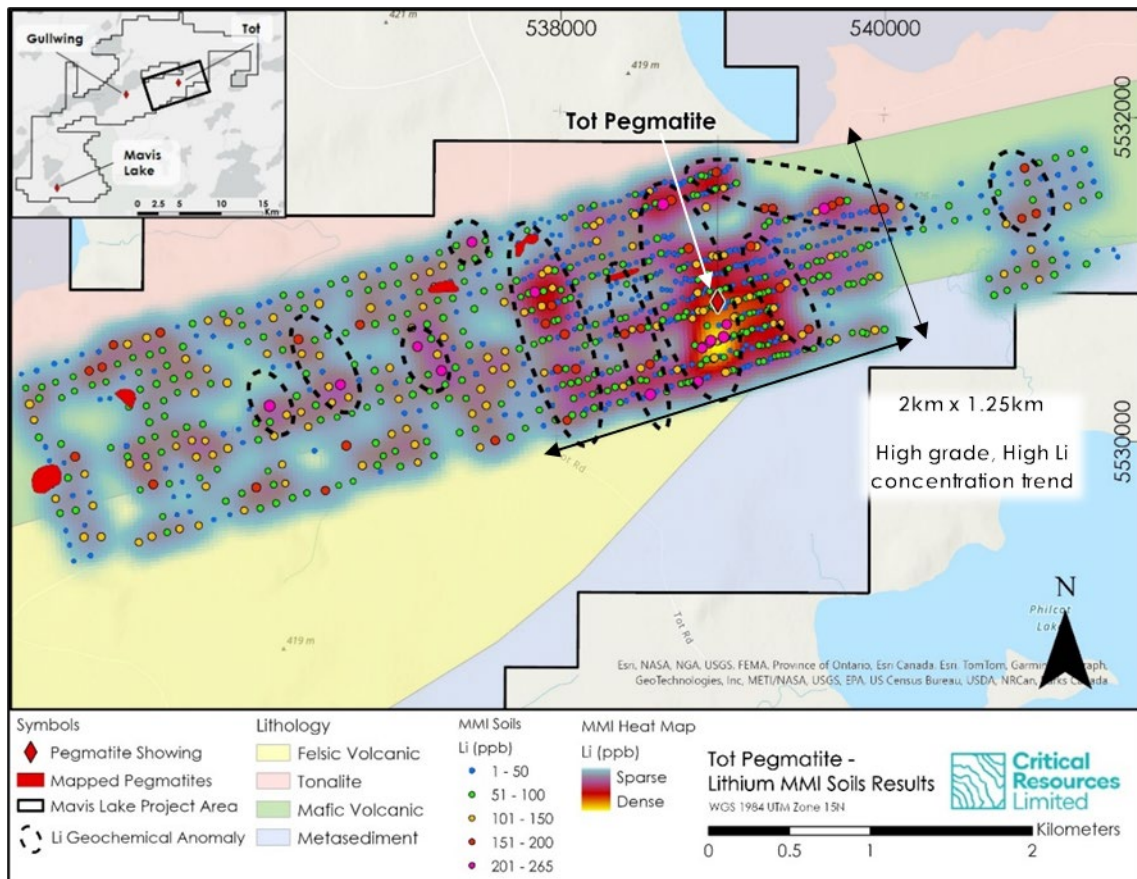 Gullwing
Tot
Mavis
Lake
0 2.5 5 10 15
Km
421 m
538000
540000
419 m
5532000
Tot Pegmatite
5530000
2km x 1.25km
High grade, High Li
concentration trend
Tot Rd
419 m
N
Philcot
Esri, NASA, NGA, USGS, FEMA, Province of Ontario, Esri Canada, Esri, TomTom,
GeoTechnologies, Inc, METI/NASA, USGS, EPA, US Census Bureau, USDA, NRCan, Canada
Symbols
Pegmatite Showing
Mapped Pegmatites
Mavis Lake Project Area
Li Geochemical Anomaly
Lithology
Felsic Volcanic
Tonalite
Mafic Volcanic
Metasediment
MMI Soils
Li (ppb)
1 - 50
51 - 100
101 - 150
151 - 200
201 - 265
MMI Heat Map
Li (ppb)
Sparse
Dense
Tot Pegmatite -
Lithium MMI Soils Results
WGS 1984 UTM Zone 15N
Critical
Resources
Limited
Kilometers
0 0.5 1 2